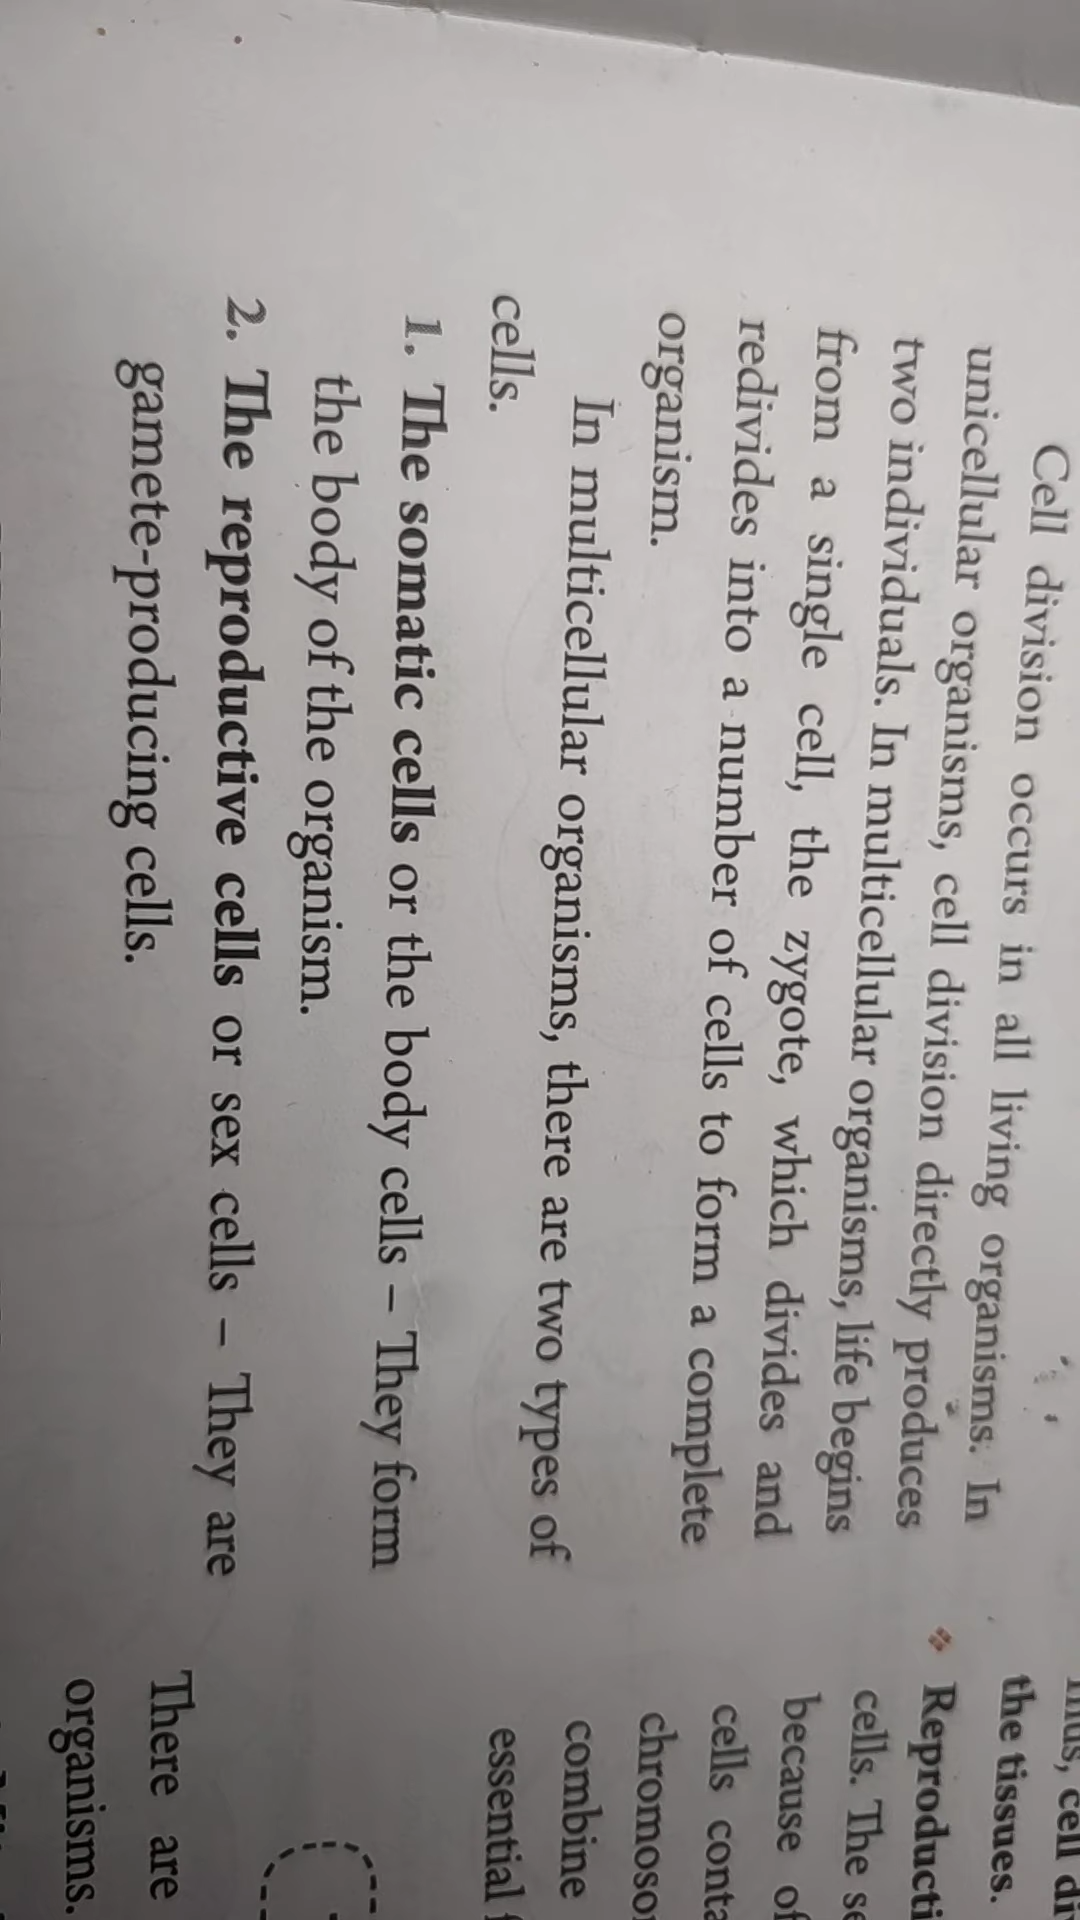 Cell division occurs in all living organisms. In
unicellular organisms, cell division directly produces
two individuals. In multicellular organisms, life begins
from a single cell, the zygote, which divides and
redivides into a number of cells to form a complete
organism.
In multicellular organisms, there are two types of
cells.
1. The somatic cells or the body cells – They form
the body of the organism.
2. The reproductive cells or sex cells – They are
gamete-producing cells.
cell
the tissues.
❖
cells. The
because of
cells
combine
essential
There are
organisms.